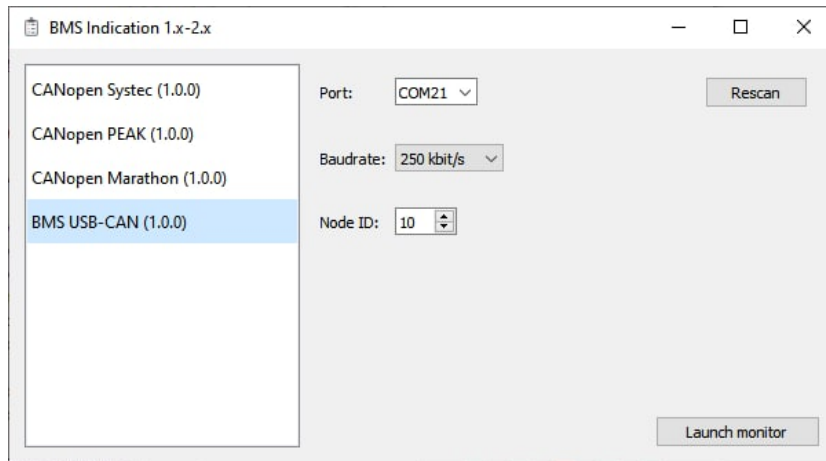 BMS Indication 1.x-2.x
CANopen Systec (1.0.0)
CANopen PEAK (1.0.0)
CANopen Marathon (1.0.0)
BMS USB-CAN (1.0.0)
Port: COM21 Rescan
Baudrate: 250 kbit/s
Node ID: 10
Launch monitor